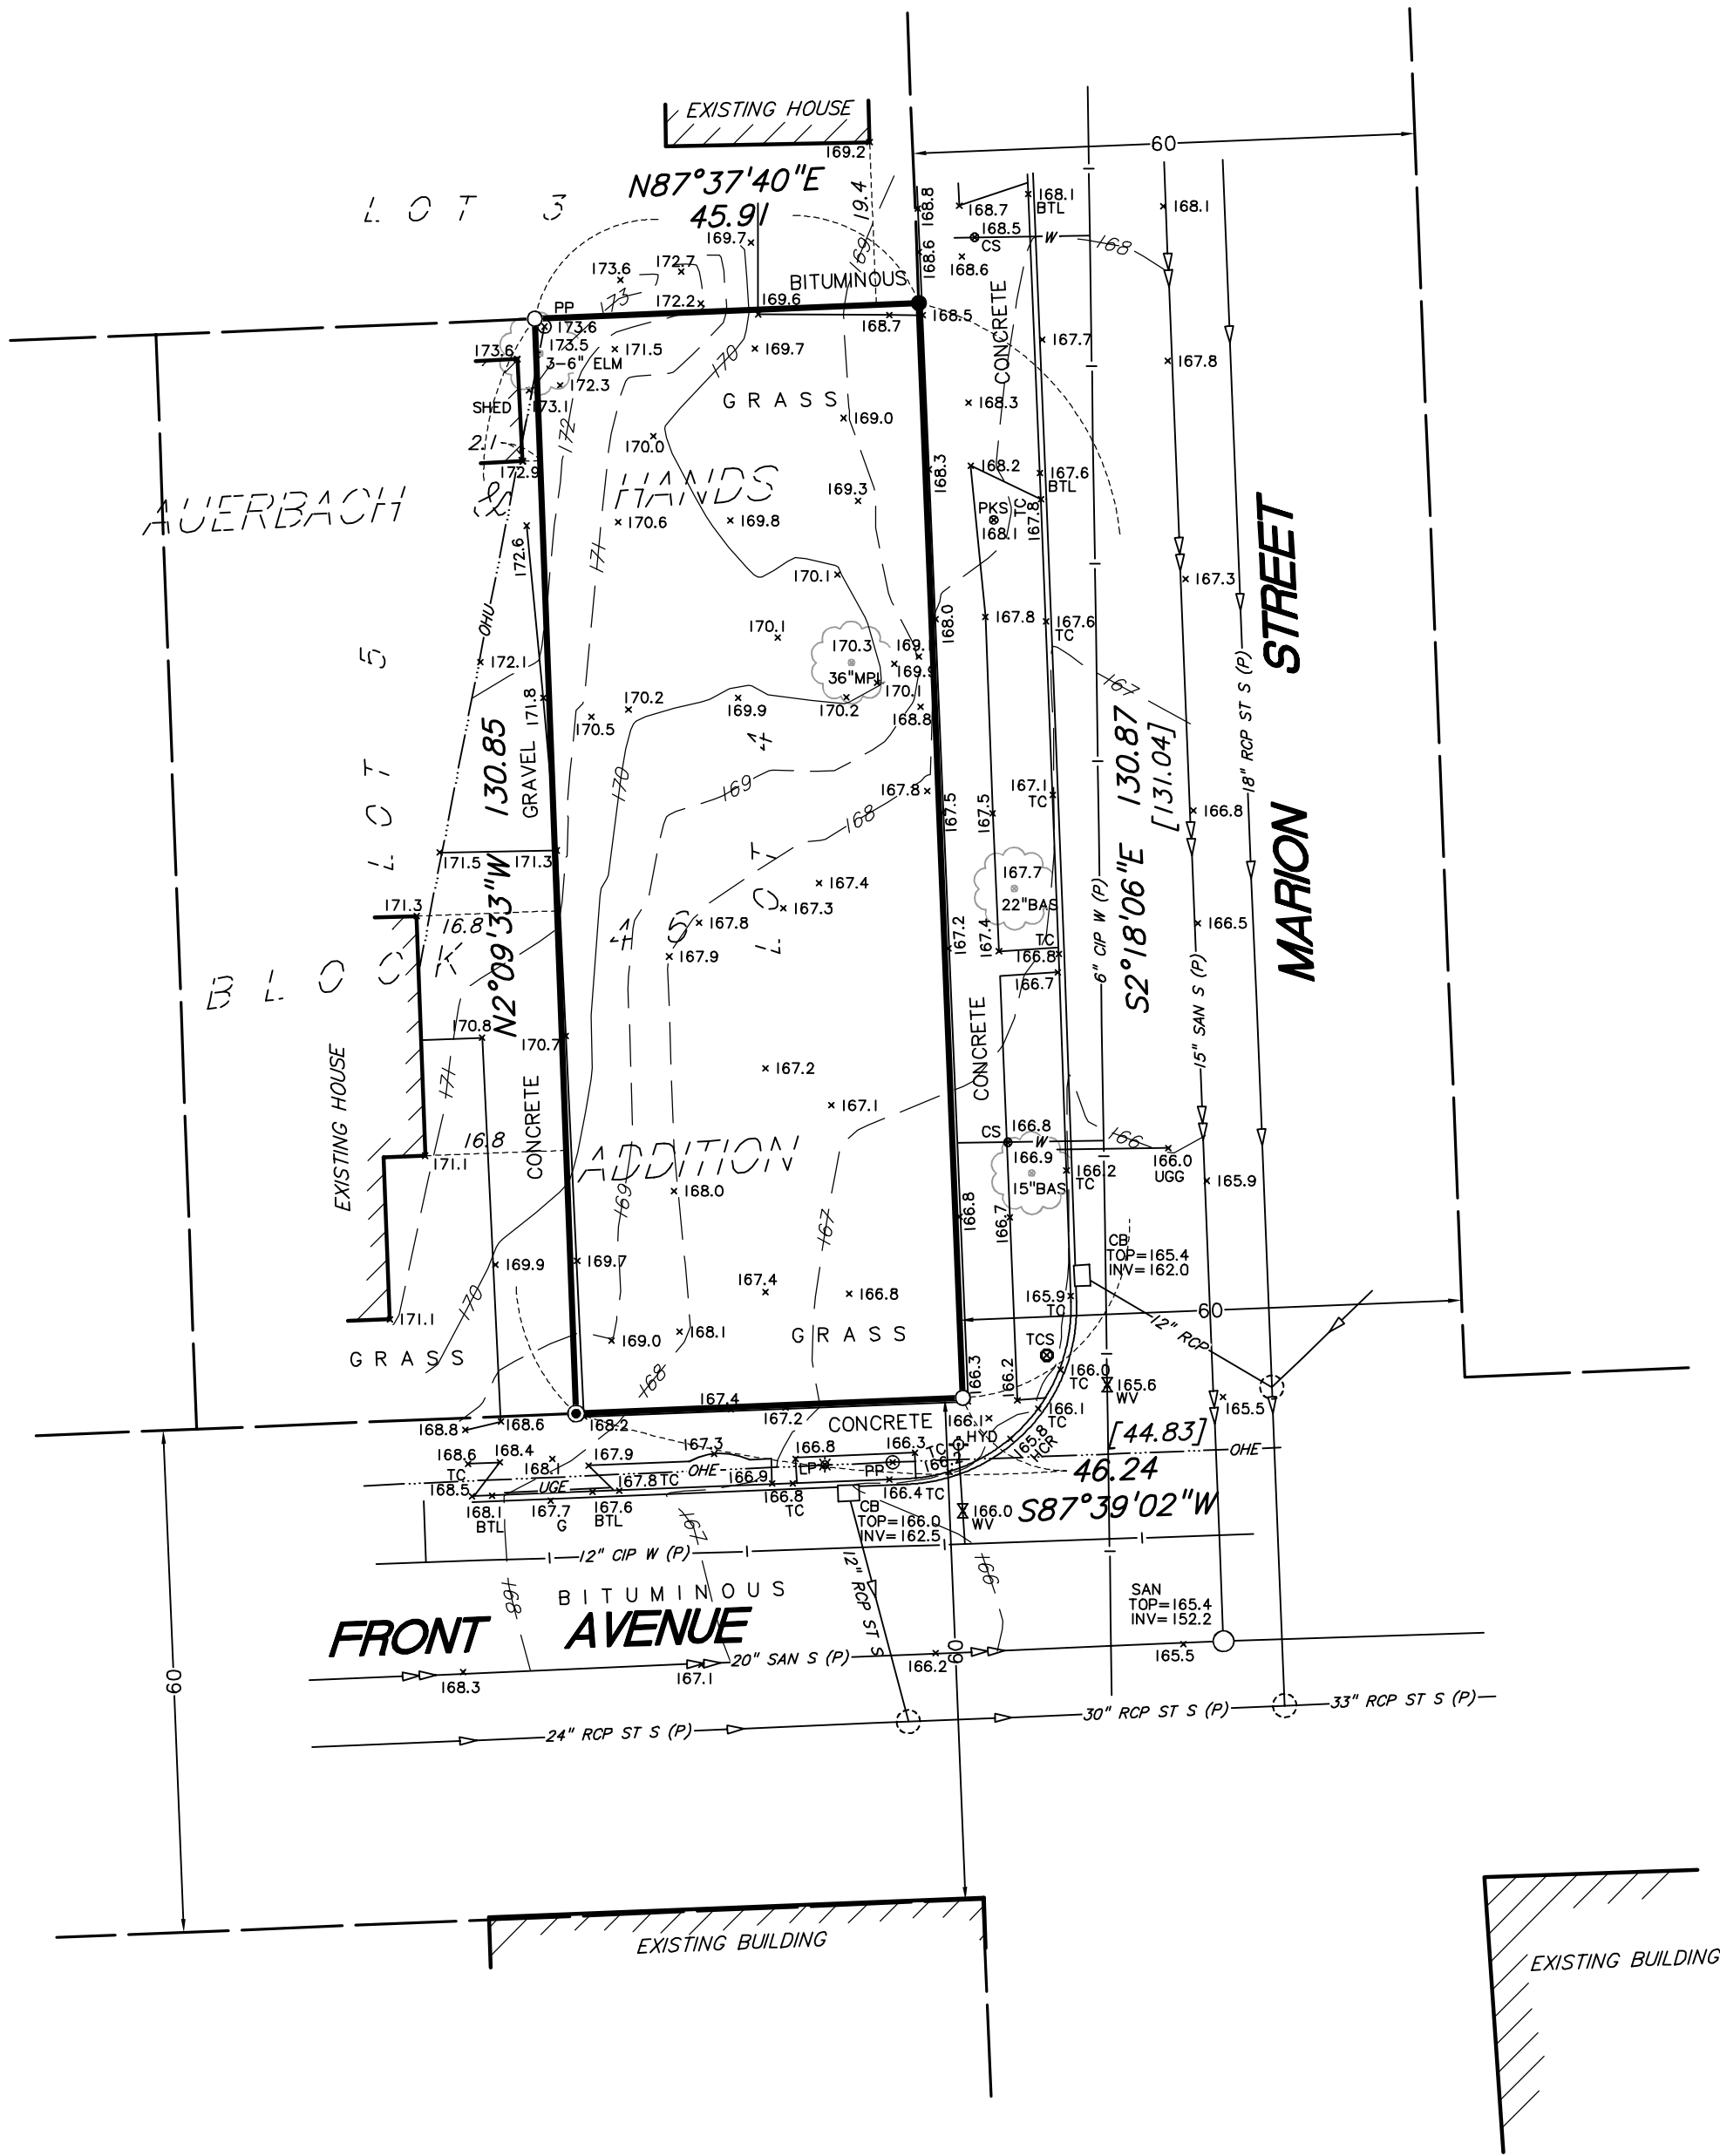 EXISTING HOUSE
169.2
60
N87°37'40"E
45.91
LOT 3
19.4
168.8
168.7
168.1
BTL
168.1
169.7
169
168.6
168.5
CS
W
168
168.6
173.6
172.7
BITUMINOUS
173
172.2
169.6
168.7
168.5
PP
173.6
173.5
3-6" ELM
173.6
171.5
170
169.7
CONCRETE
167.7
167.8
172.3
SHED
173.1
GRASS
168.3
169.0
172
170.0
2.1
172.9
168.3
168.2
167.6
BTL
AUERBACH & HANDS
169.3
PKS
168.1
TC
167.8
170.6
169.8
172.6
171
170.1
167.3
STREET
OHU
170.1
168.0
167.8
167.6
TC
LOT 5
172.1
170.3
36"MPL
169.1
169.9
170.1
18" RCP ST S (P)
167
171.8
170.2
170.5
169.9
170.2
168.8
N2°09'33"W 130.85
GRAVEL
170
LOT 4
169
168
167.8
167.5
167.5
167.1
TC
S2°18'06"E 130.87
[131.04]
166.8
MARION
171.5
171.3
167.4
167.7
22"BAS
6" CIP W (P)
171.3
16.8
167.3
45
167.8
166.5
BLOCK
167.9
167.2
167.4
TC
166.8
166.7
15" SAN S (P)
170.8
170.7
EXISTING HOUSE
171
CONCRETE
167.2
167.1
CONCRETE
CS
166.8
W
166
16.8
171.1
ADDITION
166.9
15"BAS
166.2
TC
166.0
UGG
165.9
168.0
169
167
166.8
166.7
CB
TOP=165.4
INV=162.0
169.9
169.7
167.4
166.8
170
165.9
TC
60
12" RCP
171.1
169.0
168.1
GRASS
GRASS
TCS
168
166.3
166.2
166.0
TC
165.6
WV
165.5
167.4
167.2
CONCRETE
166.1
166.1
TC
168.8
168.6
168.2
HYD
165.8
HCR
[44.83]
168.6
TC
168.4
168.1
167.9
167.3
166.8
166.3
TC
166.2
OHE
OHE
LP
PP
46.24
168.5
UGE
167.8 TC
166.9
168.1
BTL
167.7
G
167.6
BTL
166.8
TC
166.4 TC
CB
TOP=166.0
INV=162.5
166.0
WV
S87°39'02"W
167
12" CIP W (P)
12" RCP ST S
166
168
BITUMINOUS
SAN
TOP=165.4
INV=152.2
FRONT AVENUE
20" SAN S (P)
168.3
167.1
166.2
60
165.5
60
24" RCP ST S (P)
30" RCP ST S (P)
33" RCP ST S (P)
EXISTING BUILDING
EXISTING BUILDING